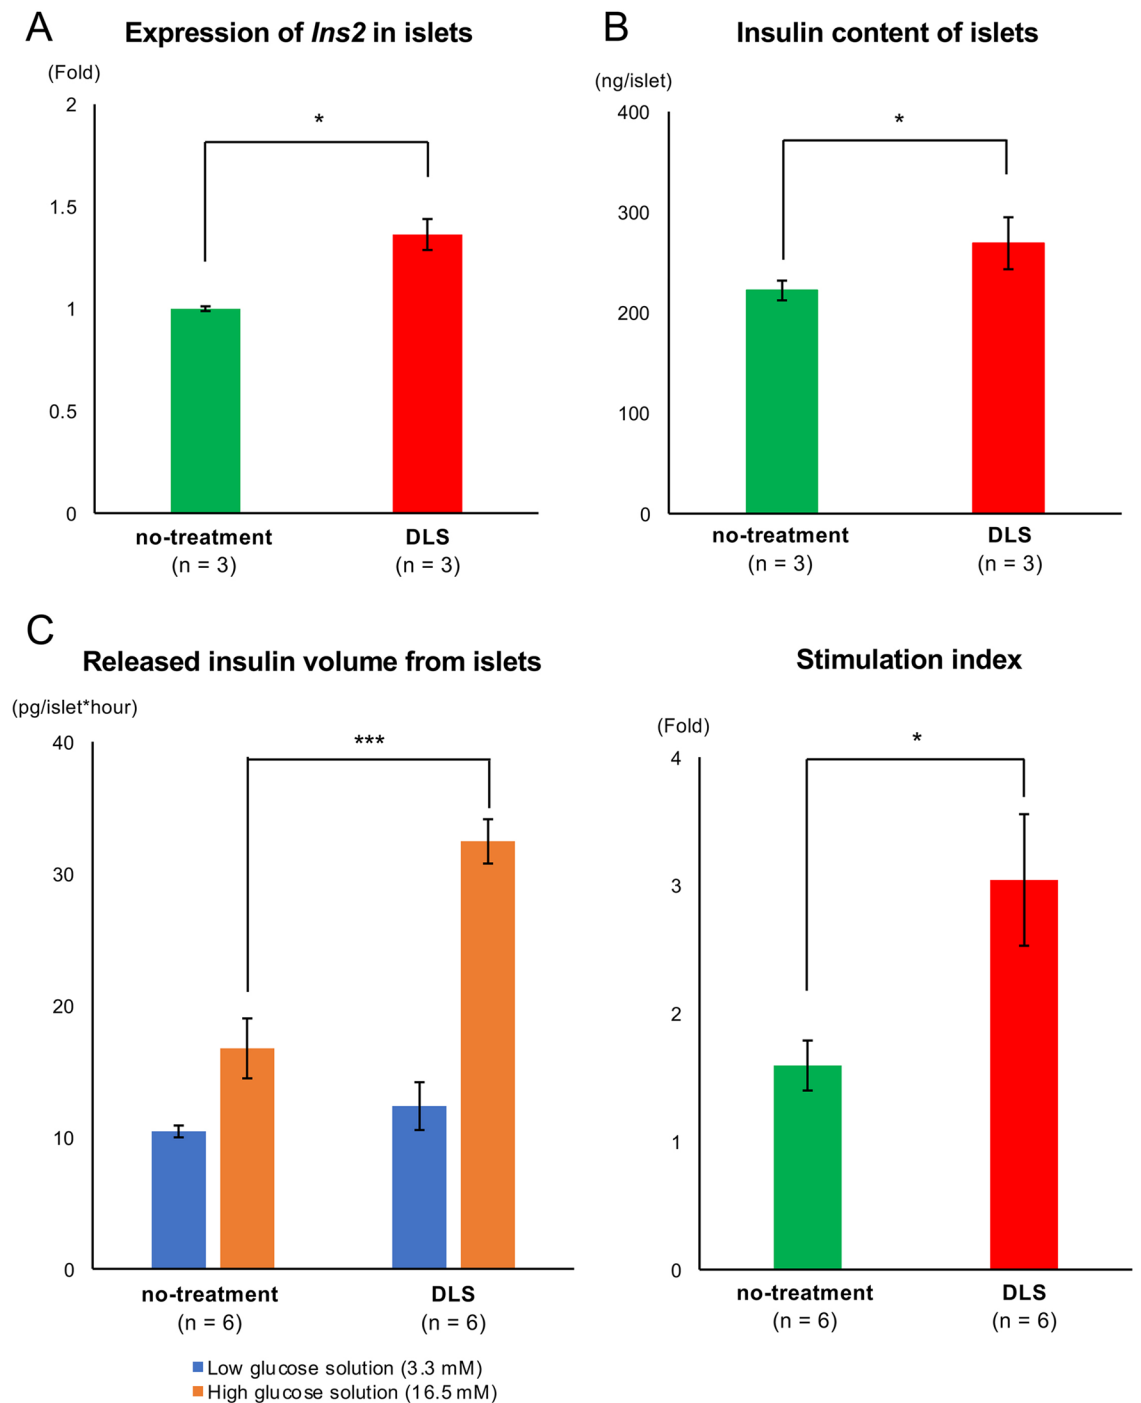 A
Expression of Ins2 in islets
(Fold)
2
1.5
1
0.5
0
*
no-treatment
(n = 3)
DLS
(n = 3)
B
Insulin content of islets
(ng/islet)
400
300
200
100
0
*
no-treatment
(n = 3)
DLS
(n = 3)
C
Released insulin volume from islets
(pg/islet*hour)
40
30
20
10
0
***
no-treatment
(n = 6)
DLS
(n = 6)
Low glucose solution (3.3 mM)
High glucose solution (16.5 mM)
Stimulation index
(Fold)
4
3
2
1
0
*
no-treatment
(n = 6)
DLS
(n = 6)